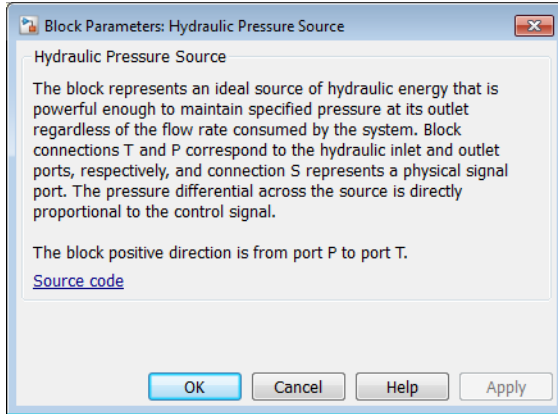 Block Parameters: Hydraulic Pressure Source
Hydraulic Pressure Source
The block represents an ideal source of hydraulic energy that is
powerful enough to maintain specified pressure at its outlet
regardless of the flow rate consumed by the system. Block
connections T and P correspond to the hydraulic inlet and outlet
ports, respectively, and connection S represents a physical signal
port. The pressure differential across the source is directly
proportional to the control signal.
The block positive direction is from port P to port T.
Source code
OK Cancel Help Apply